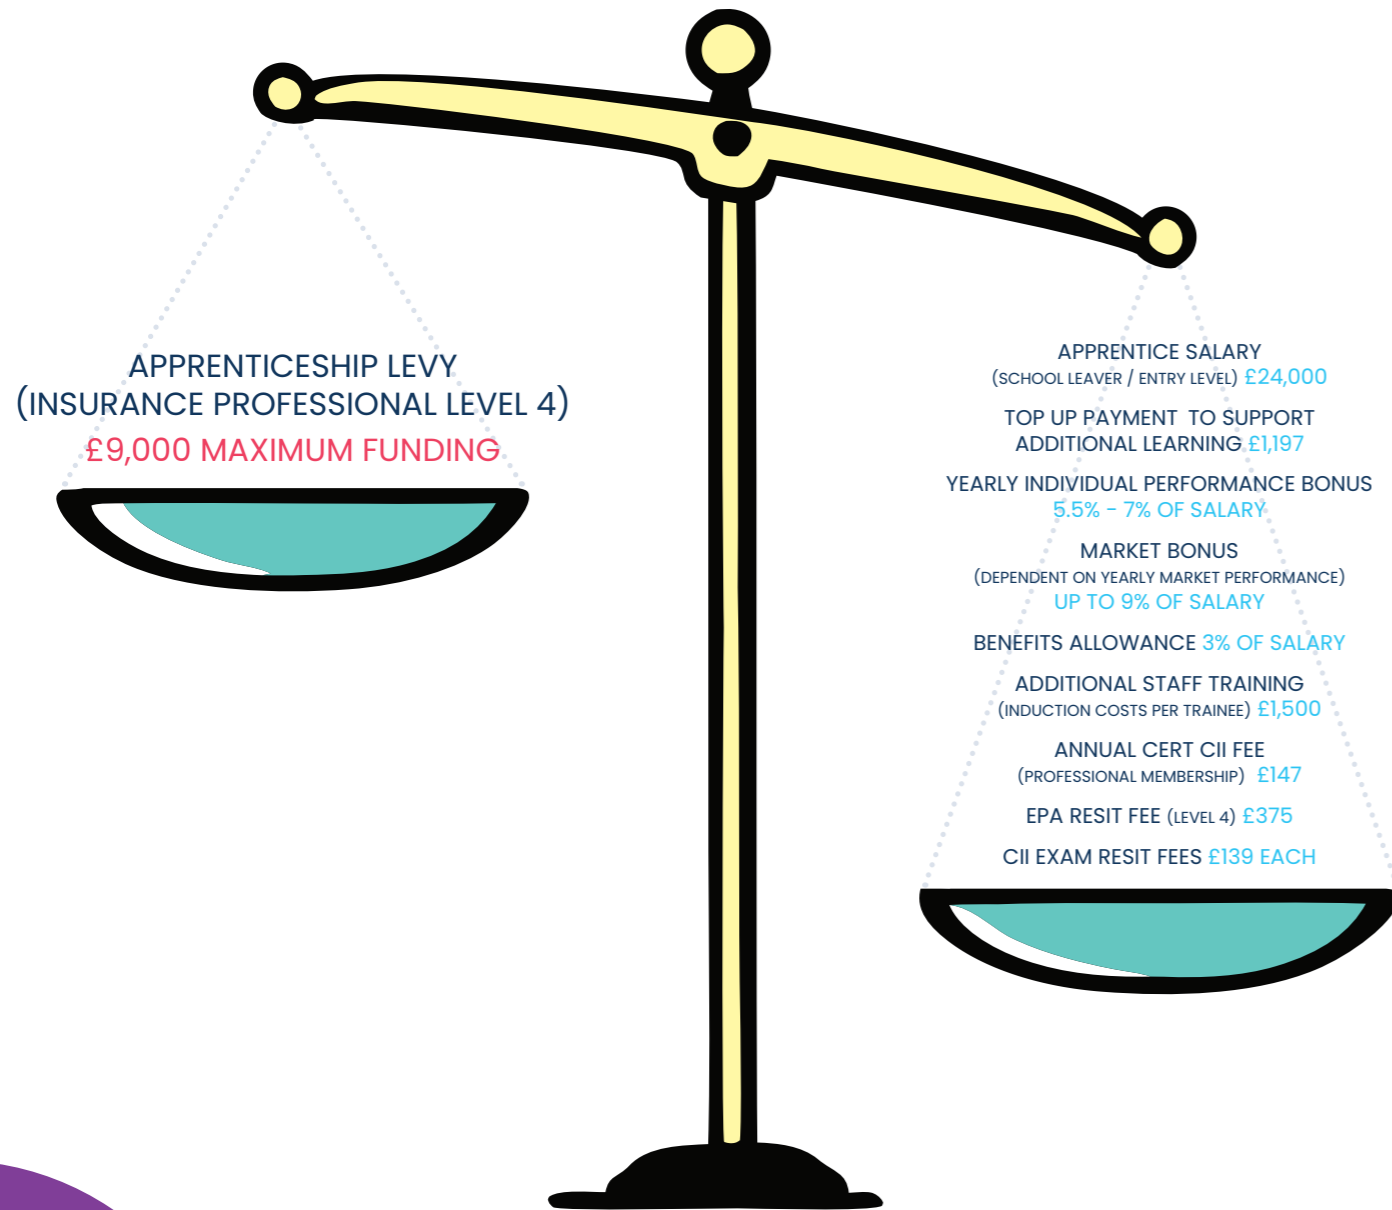 APPRENTICESHIP LEVY
(INSURANCE PROFESSIONAL LEVEL 4)
£9,000 MAXIMUM FUNDING
APPRENTICE SALARY
(SCHOOL LEAVER / ENTRY LEVEL) £24,000
TOP UP PAYMENT TO SUPPORT
ADDITIONAL LEARNING £1,197
YEARLY INDIVIDUAL PERFORMANCE BONUS
5.5% - 7% OF SALARY
MARKET BONUS
(DEPENDENT ON YEARLY MARKET PERFORMANCE)
UP TO 9% OF SALARY
BENEFITS ALLOWANCE 3% OF SALARY
ADDITIONAL STAFF TRAINING
(INDUCTION COSTS PER TRAINEE) £1,500
ANNUAL CERT CII FEE
(PROFESSIONAL MEMBERSHIP) £147
EPA RESIT FEE (LEVEL 4) £375
CII EXAM RESIT FEES £139 EACH